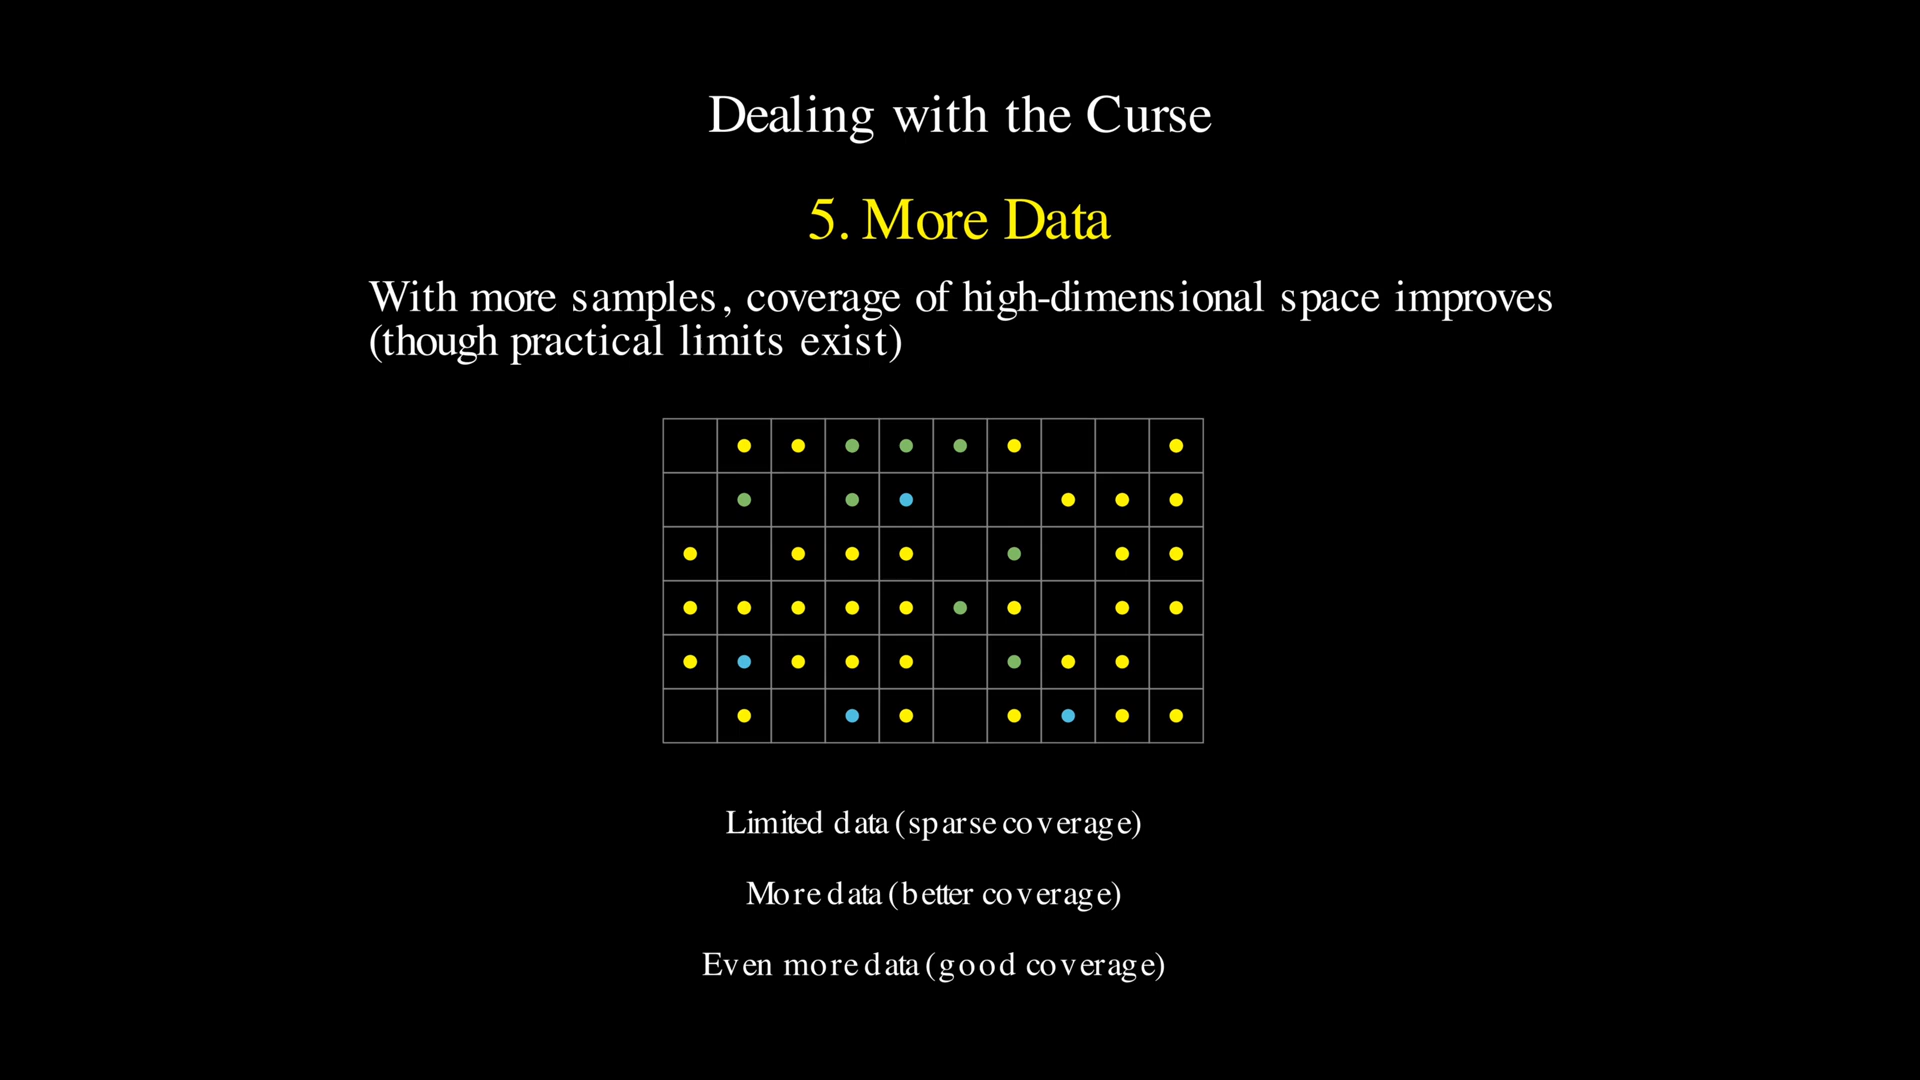 Dealing with the Curse
5. More Data
With more samples, coverage of high-dimensional space improves
(though practical limits exist)
Limited data (sparse coverage)
More data (better coverage)
Even more data (good coverage)